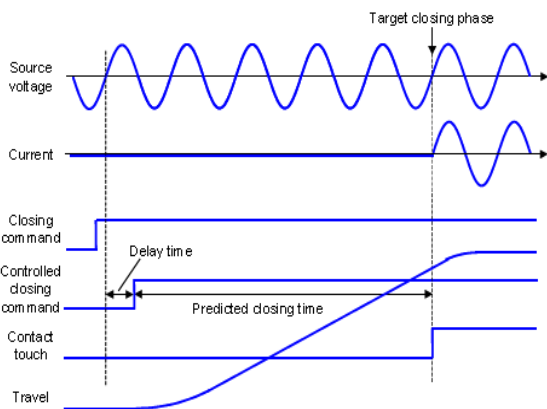 Target closing phase
Source
voltage
Current
Closing
command
Delay time
Controlled
closing
command
Predicted closing time
Contact
touch
Travel